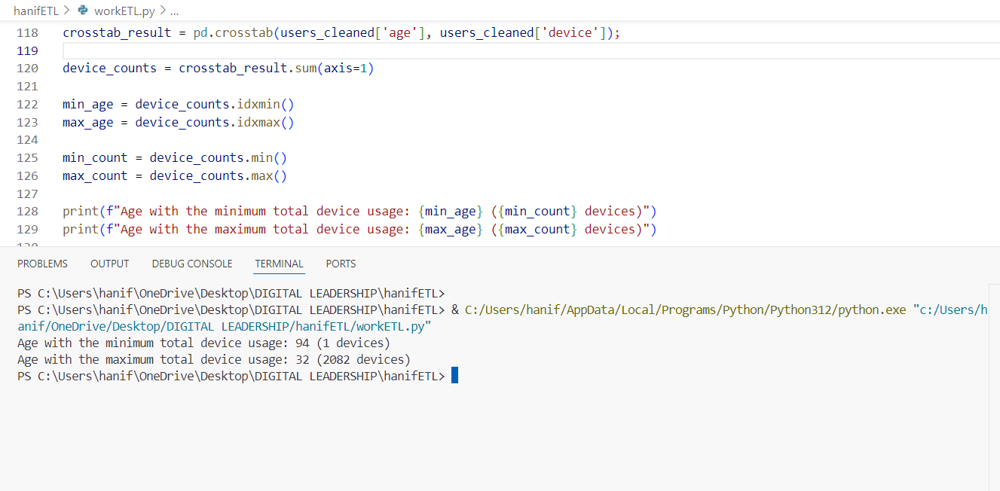 hanifETL > workETL.py > ...
118 crosstab_result = pd.crosstab(users_cleaned['age'], users_cleaned['device']);
119
120 device_counts = crosstab_result.sum(axis=1)
121
122 min_age = device_counts.idxmin()
123 max_age = device_counts.idxmax()
124
125 min_count = device_counts.min()
126 max_count = device_counts.max()
127
128 print(f"Age with the minimum total device usage: {min_age} ({min_count} devices)")
129 print(f"Age with the maximum total device usage: {max_age} ({max_count} devices)")
PROBLEMS OUTPUT DEBUG CONSOLE TERMINAL PORTS
PS C:\Users\hanif\OneDrive\Desktop\DIGITAL LEADERSHIP\hanifETL>
PS C:\Users\hanif\OneDrive\Desktop\DIGITAL LEADERSHIP\hanifETL> & C:/Users/hanif/AppData/Local/Programs/Python/Python312/python.exe "c:/Users/h
anif/OneDrive/Desktop/DIGITAL LEADERSHIP/hanifETL/workETL.py"
Age with the minimum total device usage: 94 (1 devices)
Age with the maximum total device usage: 32 (2082 devices)
PS C:\Users\hanif\OneDrive\Desktop\DIGITAL LEADERSHIP\hanifETL>